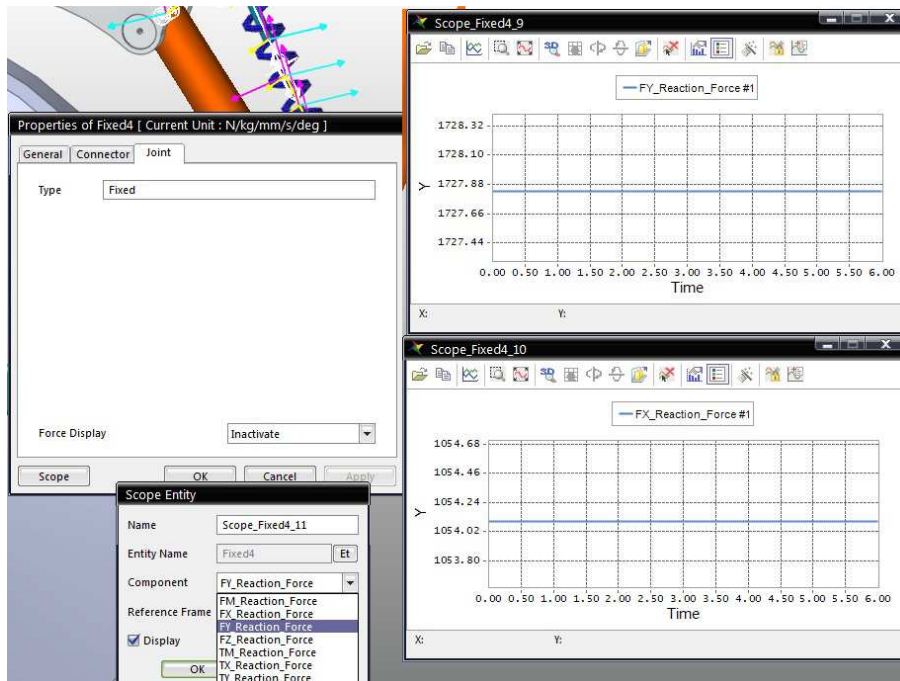 Properties of Fixed4 [ Current Unit : N/kg/mm/s/deg ]
General Connector Joint
Type Fixed
Force Display Inactivate
Scope OK Cancel Apply
Scope Entity
Name Scope_Fixed4_11
Entity Name Fixed4 Et
Component FY_Reaction_Force
FM_Reaction_Force
Reference Frame FX_Reaction_Force
FY_Reaction_Force
Display FZ_Reaction_Force
TM_Reaction_Force
OK TX_Reaction_Force
TY_Reaction_Force
Scope_Fixed4_9
3D
FY_Reaction_Force #1
1728.32
1728.10
1727.88
Y
1727.66
1727.44
0.00 0.50 1.00 1.50 2.00 2.50 3.00 3.50 4.00 4.50 5.00 5.50 6.00
Time
X: Y:
Scope_Fixed4_10
3D
FX_Reaction_Force #1
1054.68
1054.46
1054.24
Y
1054.02
1053.80
0.00 0.50 1.00 1.50 2.00 2.50 3.00 3.50 4.00 4.50 5.00 5.50 6.00
Time
X: Y: